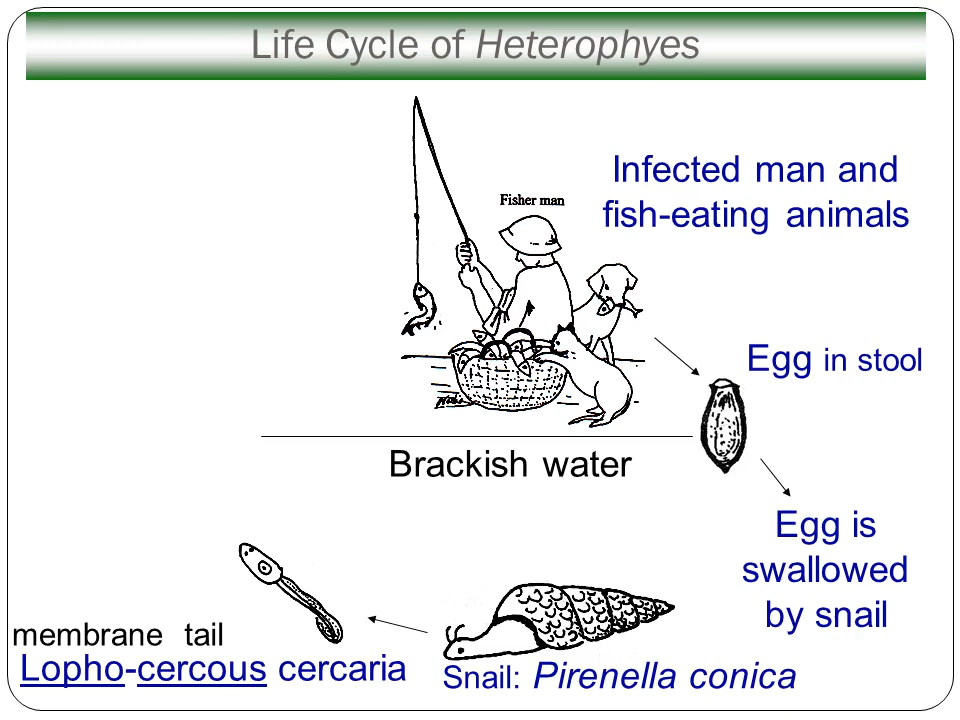 Life Cycle of Heterophyes
Infected man and
fish-eating animals
Fisher man
Egg in stool
Brackish water
Egg is
swallowed
by snail
membrane tail
Lopho-cercous cercaria
Snail: Pirenella conica